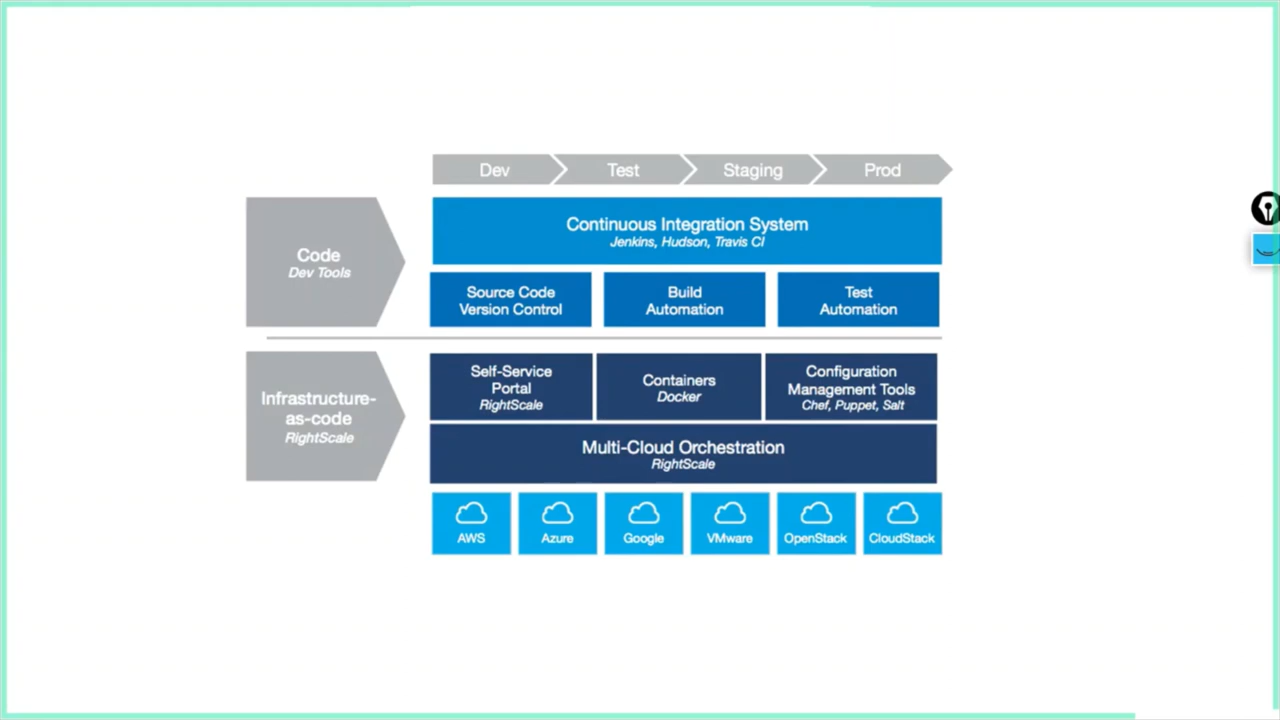 Dev
Test
Staging
Prod
Code
Dev Tools
Continuous Integration System
Jenkins, Hudson, Travis CI
Source Code
Version Control
Build
Automation
Test
Automation
Infrastructure-
as-code
RightScale
Self-Service
Portal
RightScale
Containers
Docker
Configuration
Management Tools
Chef, Puppet, Salt
Multi-Cloud Orchestration
RightScale
AWS
Azure
Google
VMware
OpenStack
CloudStack